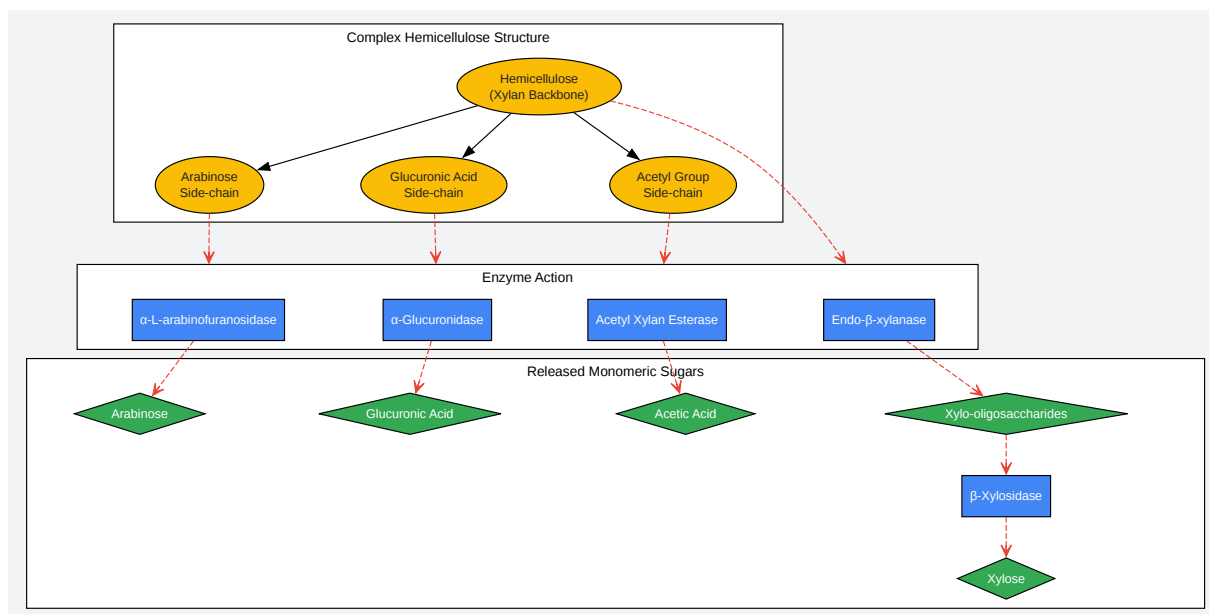 Complex Hemicellulose Structure
Hemicellulose
(Xylan Backbone)
Arabinose
Side-chain
Glucuronic Acid
Side-chain
Acetyl Group
Side-chain
Enzyme Action
α-L-arabinofuranosidase
α-Glucuronidase
Acetyl Xylan Esterase
Endo-β-xylanase
Released Monomeric Sugars
Arabinose
Glucuronic Acid
Acetic Acid
Xylo-oligosaccharides
β-Xylosidase
Xylose